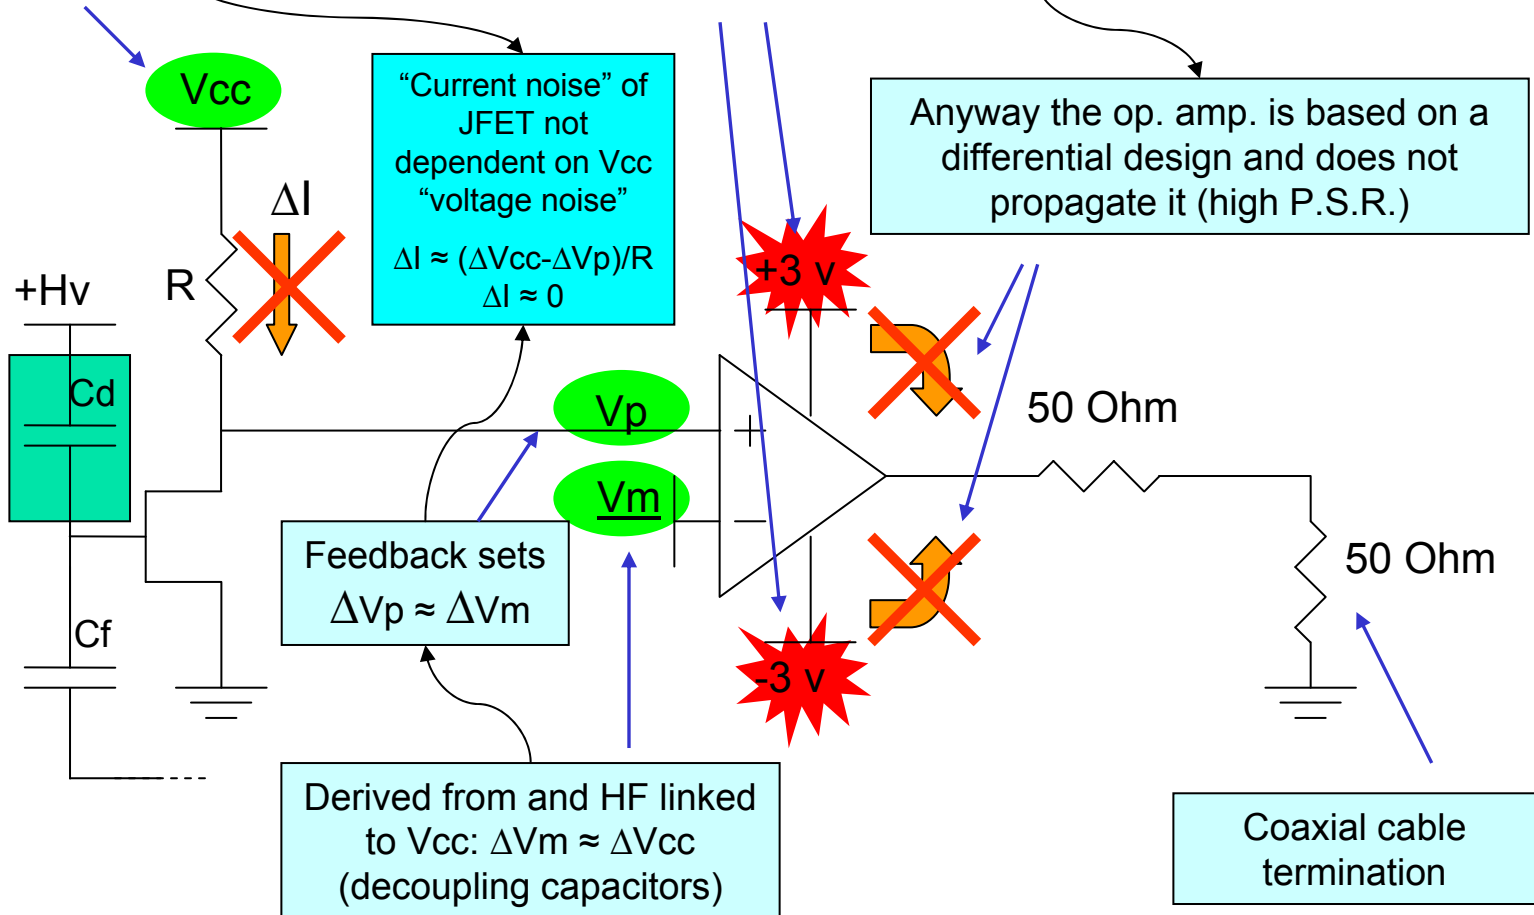 Vcc
“Current noise” of
JFET not
dependent on Vcc
“voltage noise”
ΔI ≈ (ΔVcc-ΔVp)/R
ΔI ≈ 0
Anyway the op. amp. is based on a
differential design and does not
propagate it (high P.S.R.)
ΔI
R
+Hv
+3 v
Cd
Vp
50 Ohm
Vm
Feedback sets
ΔVp ≈ ΔVm
50 Ohm
Cf
-3 v
Derived from and HF linked
to Vcc: ΔVm ≈ ΔVcc
(decoupling capacitors)
Coaxial cable
termination